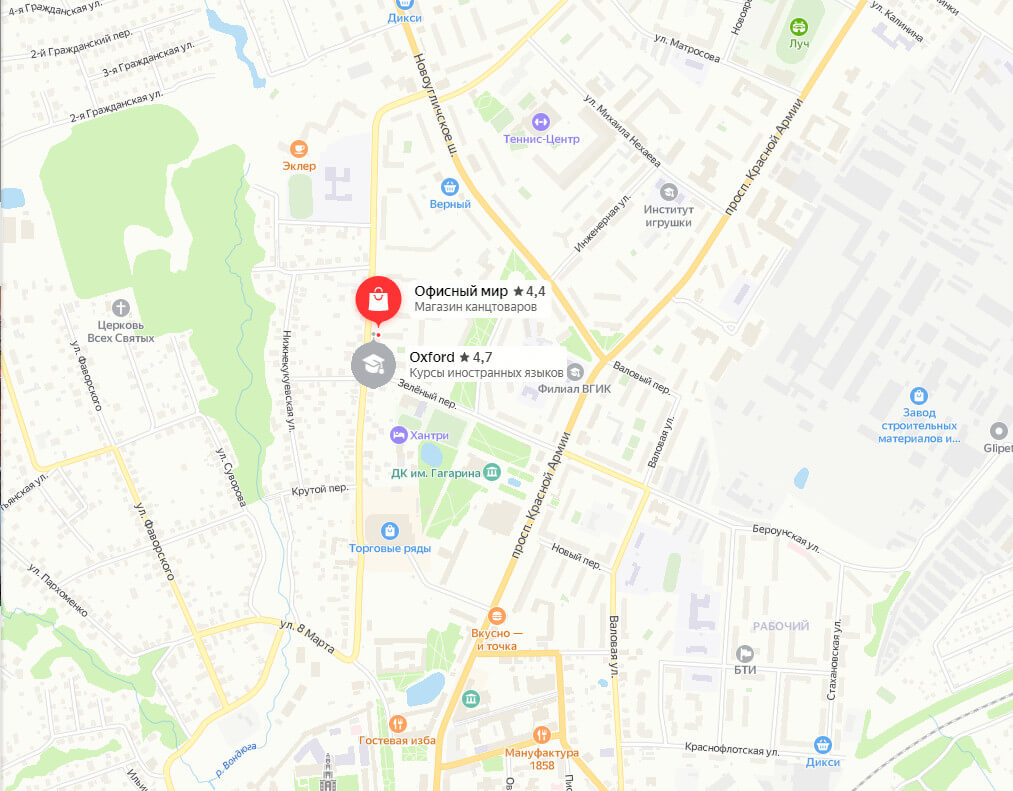 4-я Гражданская ул.
Дикси
2-й Гражданский пер.
3-я Гражданская ул.
2-я Гражданская ул.
Новоугличское ш.
ул. Матросова
ул. Калинина
Луч
Теннис-Центр
ул. Михаила Нехаева
просп. Красной Армии
Эклер
Верный
Институт
игрушки
Инженерная ул.
Офисный мир ★ 4,4
Магазин канцтоваров
Церковь
Всех Святых
Нижнекукуевская ул.
ул. Фаворского
Oxford ★ 4,7
Курсы иностранных языков
Филиал ВГИК
Валовый пер.
Зелёный пер.
Завод
строительных
материалов и...
Хантри
Валовая ул.
ДК им. Гагарина
просп. Красной Армии
ул. Суворова
Крутой пер.
ул. Фаворского
Торговые ряды
Новый пер.
Бероунская ул.
ул. Пархоменко
ул. 8 Марта
Вкусно —
и точка
Валовая ул.
РАБОЧИЙ
БТИ
Стахановская ул.
Гостевая изба
Мануфактура
1858
Краснофлотская ул.
Дикси
р. Вондюга